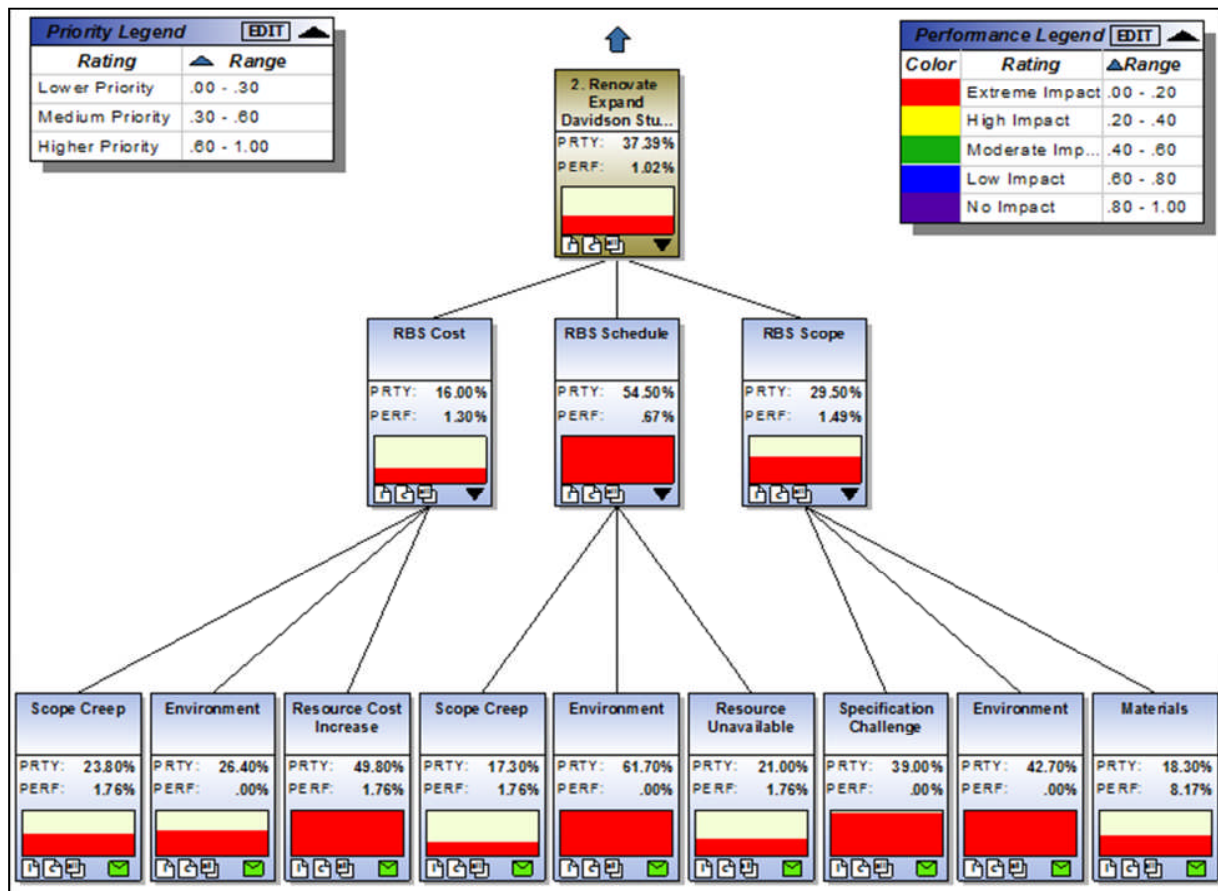 Priority Legend EDIT
Rating Range
Lower Priority .00 - .30
Medium Priority .30 - .60
Higher Priority .60 - 1.00
Performance Legend EDIT
Color Rating Range
Extreme Impact .00 - .20
High Impact .20 - .40
Moderate Imp... .40 - .60
Low Impact .60 - .80
No Impact .80 - 1.00
2. Renovate
Expand
Davidson Stu...
PRTY: 37.39%
PERF: 1.02%
RBS Cost
PRTY: 16.00%
PERF: 1.30%
RBS Schedule
PRTY: 54.50%
PERF: .67%
RBS Scope
PRTY: 29.50%
PERF: 1.49%
Scope Creep
PRTY: 23.80%
PERF: 1.76%
Environment
PRTY: 26.40%
PERF: .00%
Resource Cost
Increase
PRTY: 49.80%
PERF: 1.76%
Scope Creep
PRTY: 17.30%
PERF: 1.76%
Environment
PRTY: 61.70%
PERF: .00%
Resource
Unavailable
PRTY: 21.00%
PERF: 1.76%
Specification
Challenge
PRTY: 39.00%
PERF: .00%
Environment
PRTY: 42.70%
PERF: .00%
Materials
PRTY: 18.30%
PERF: 8.17%